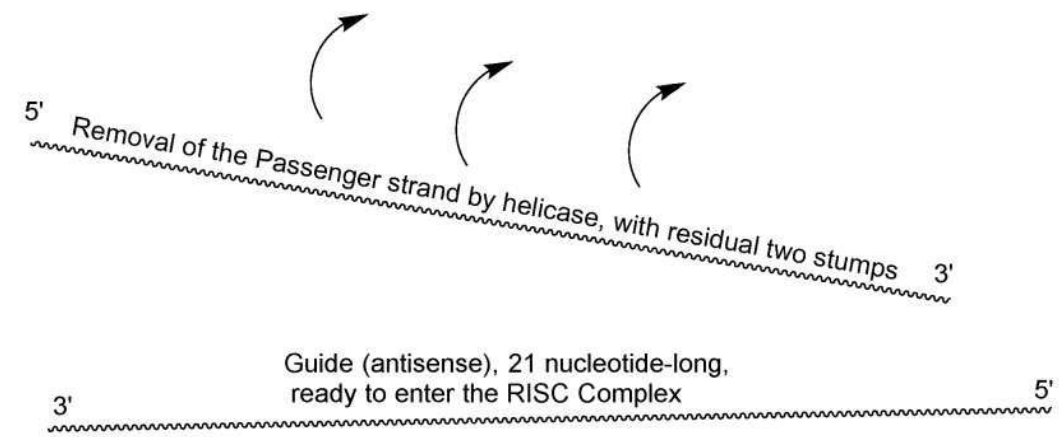 5' Removal of the Passenger strand by helicase, with residual two stumps 3'
Guide (antisense), 21 nucleotide-long,
ready to enter the RISC Complex
3' 5'